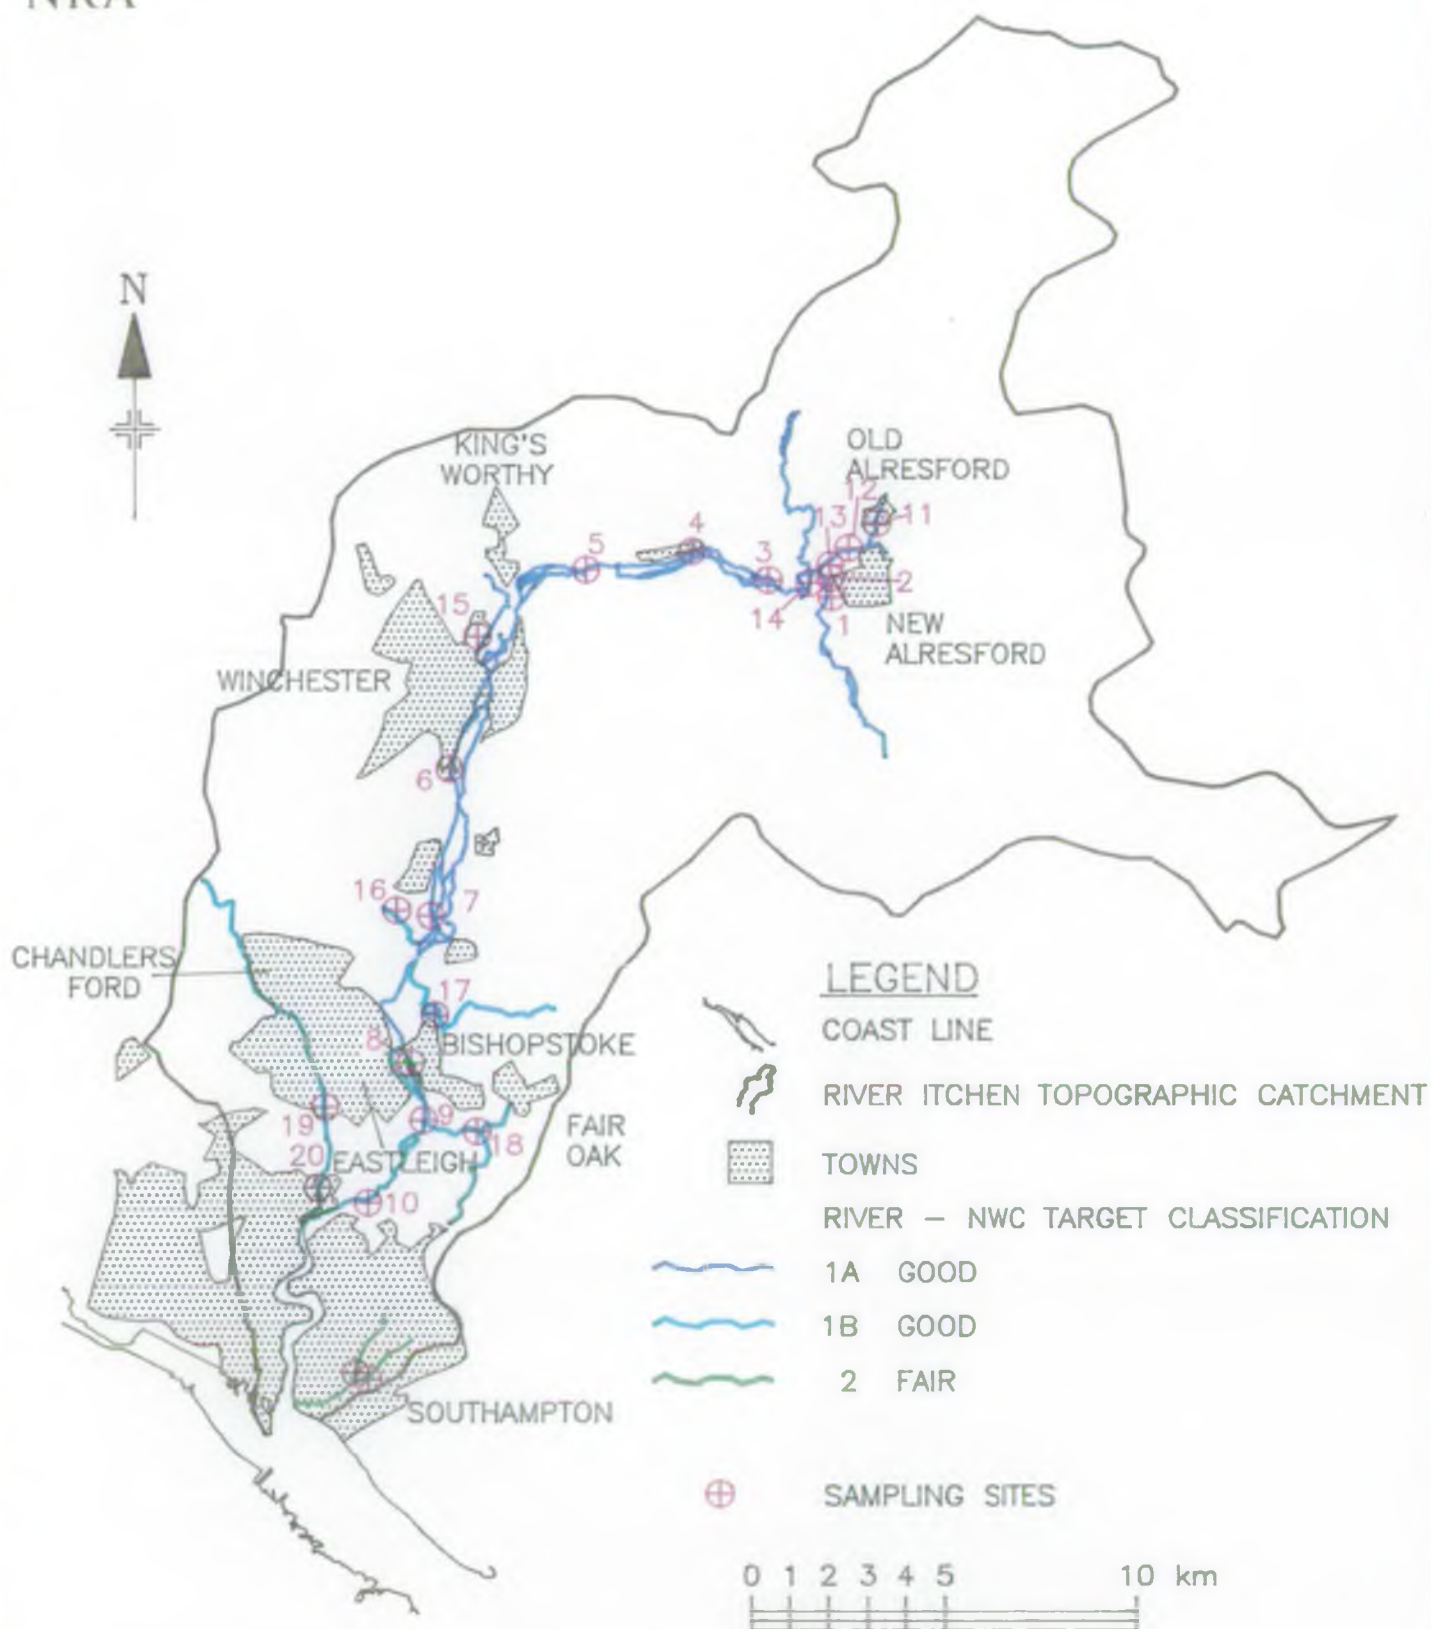 NRA
N
KING'S
WORTHY
OLD
ALRESFORD
12
13
11
4
5
3
2
14
1
NEW
ALRESFORD
15
WINCHESTER
6
16
7
CHANDLERS
FORD
17
8
BISHOPSTOKE
9
19
18
FAIR
OAK
20
EASTLEIGH
10
SOUTHAMPTON
LEGEND
COAST LINE
RIVER ITCHEN TOPOGRAPHIC CATCHMENT
TOWNS
RIVER – NWC TARGET CLASSIFICATION
1A GOOD
1B GOOD
2 FAIR
SAMPLING SITES
0 1 2 3 4 5 10 km